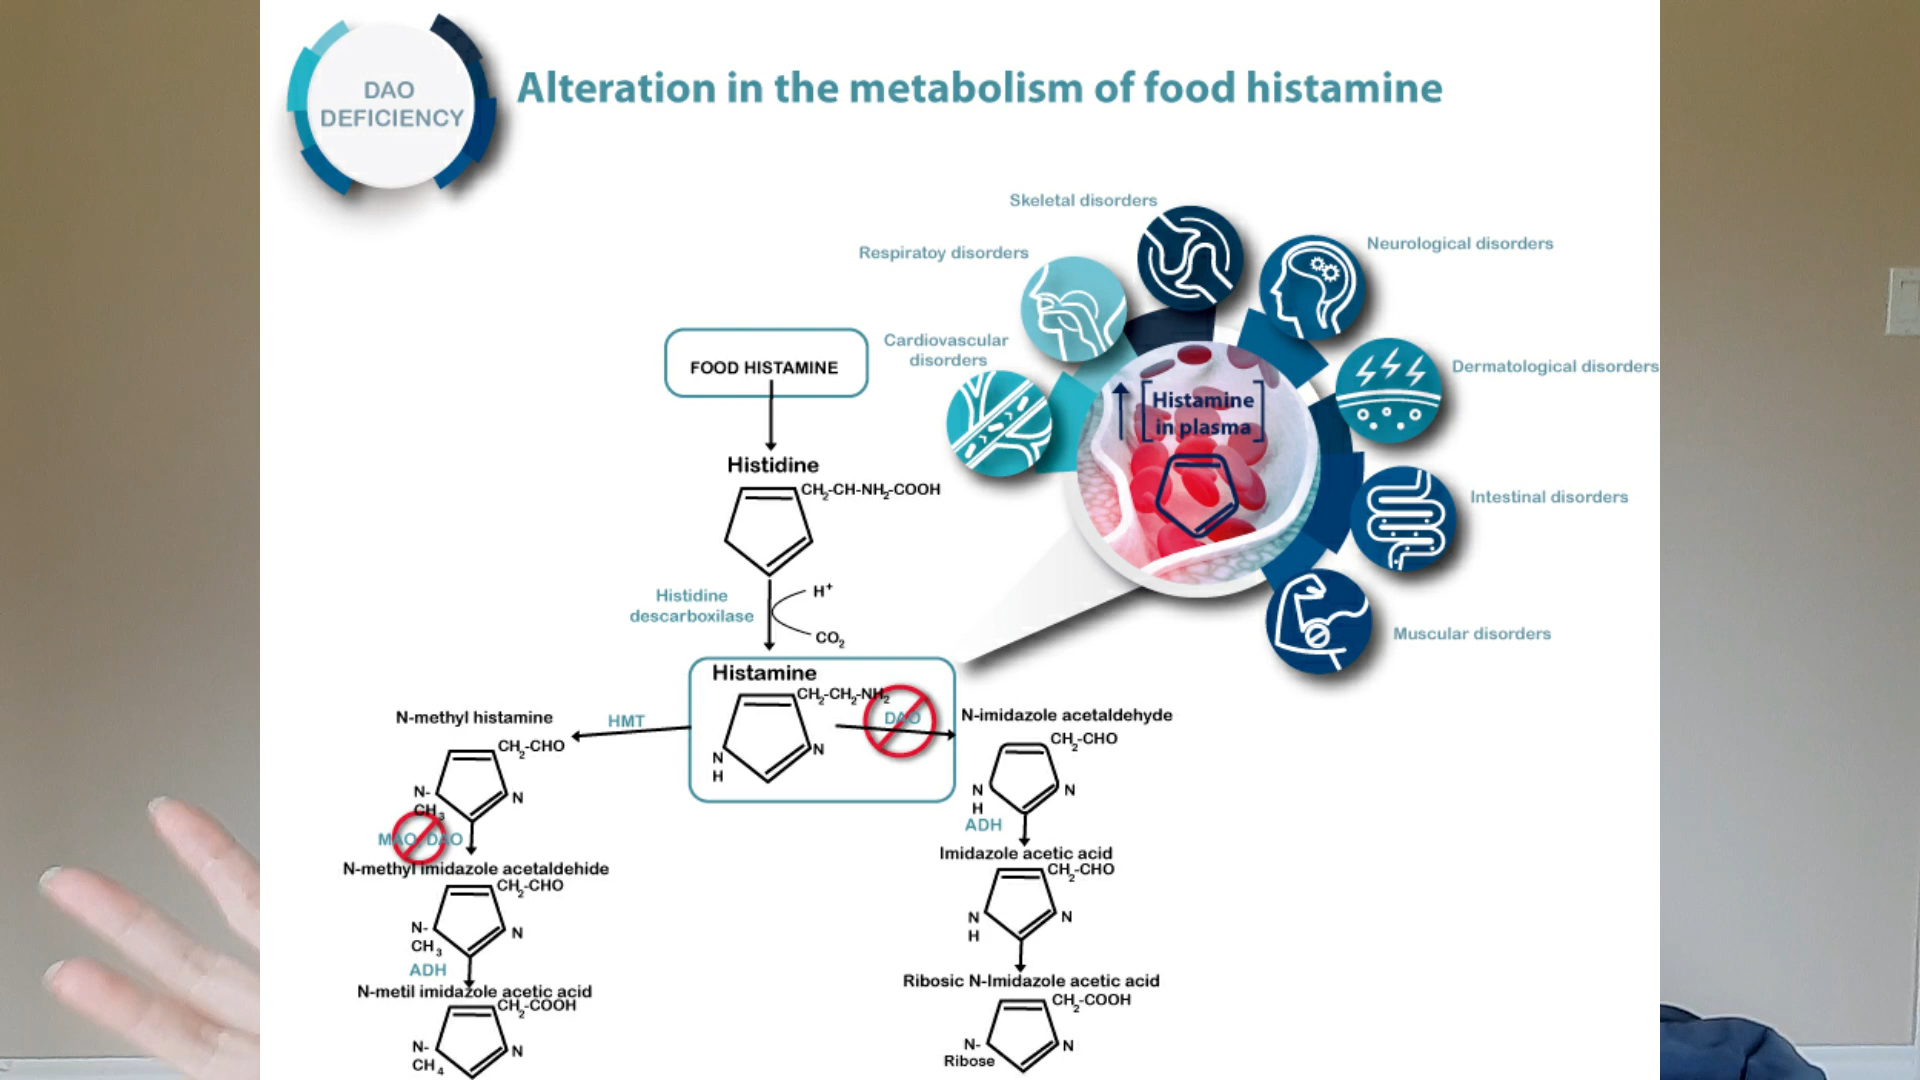 DAO
DEFICIENCY
Alteration in the metabolism of food histamine
Skeletal disorders
Neurological disorders
Respiratoy disorders
Cardiovascular
disorders
Dermatological disorders
FOOD HISTAMINE
↑ [Histamine
in plasma]
Histidine
CH₂-CH-NH₂-COOH
Intestinal disorders
Histidine
descarboxilase
H⁺
CO₂
Muscular disorders
Histamine
CH₂-CH₂-NH₂
N
H
N
HMT
DAO
N-methyl histamine
CH₂-CHO
N-
CH₃
N
MAO DAO
N-methyl imidazole acetaldehide
CH₂-CHO
N-
CH₃
N
ADH
N-metil imidazole acetic acid
CH₂-COOH
N-
CH₄
N
N-imidazole acetaldehyde
CH₂-CHO
N
H
N
ADH
Imidazole acetic acid
CH₂-CHO
N
H
N
Ribosic N-Imidazole acetic acid
CH₂-COOH
N-
Ribose
N